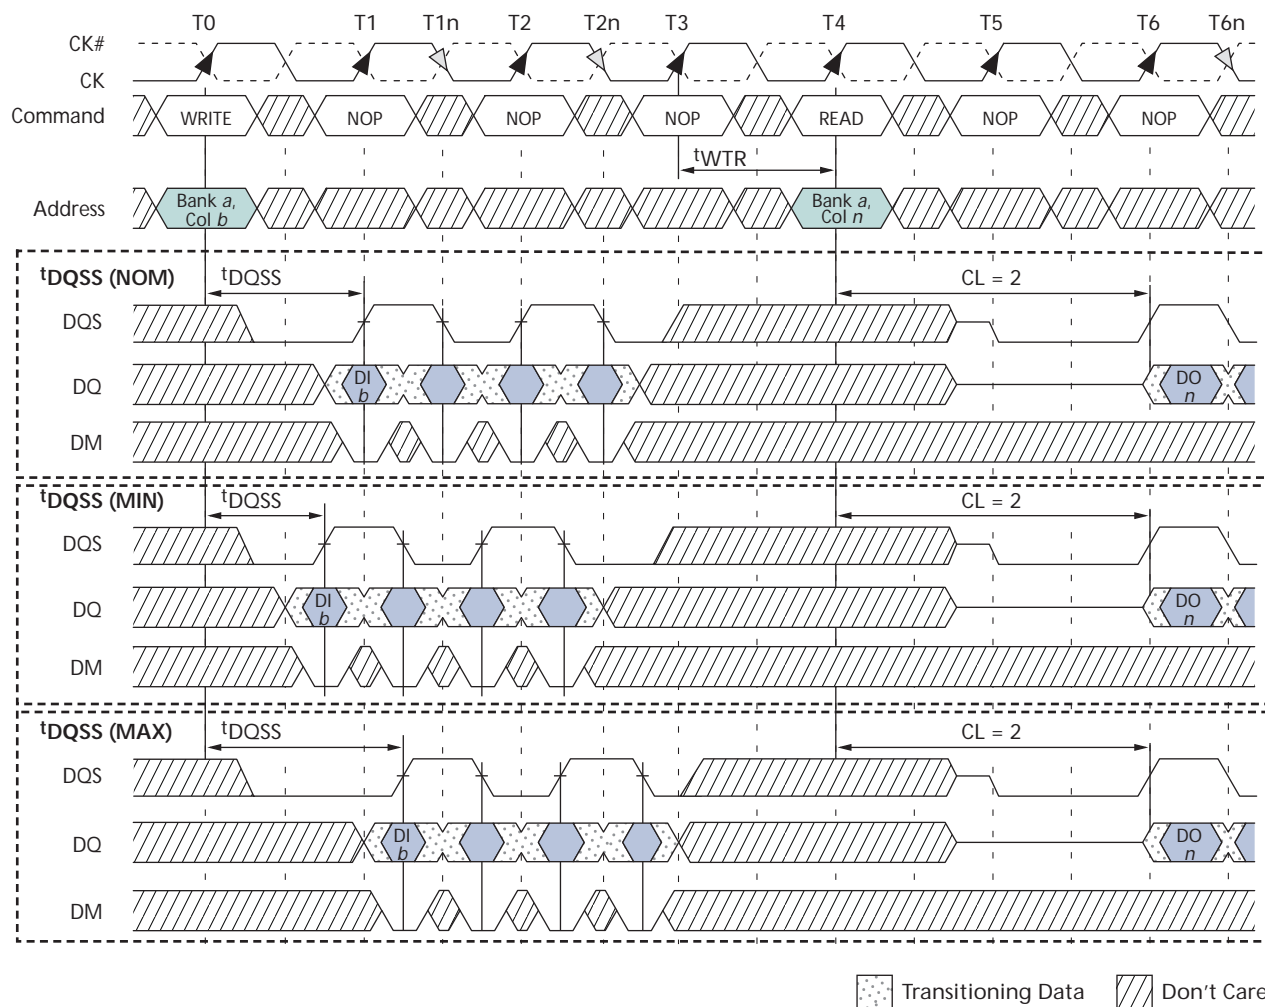 T0 T1 T1n T2 T2n T3 T4 T5 T6 T6n
CK#
CK
Command WRITE NOP NOP NOP READ NOP NOP
tWTR
Address Bank a, Col b Bank a, Col n
tDQSS (NOM) tDQSS CL = 2
DQS
DQ DI b DO n
DM
tDQSS (MIN) tDQSS CL = 2
DQS
DQ DI b DO n
DM
tDQSS (MAX) tDQSS CL = 2
DQS
DQ DI b DO n
DM
Transitioning Data Don't Care